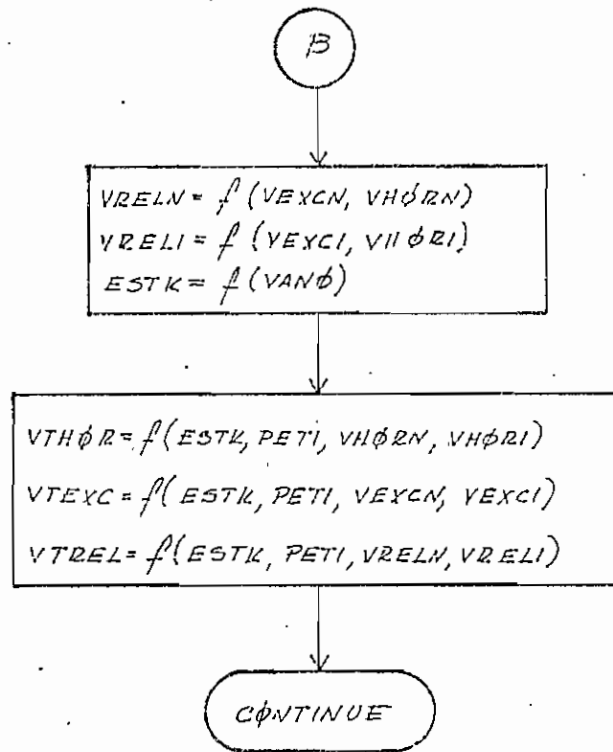 B
VRELN = f (VEXCN, VHØRN)
VRELI = f (VEXCI, VHØRI)
ESTK = f (VANØ)
VTHØR = f(ESTK, PETI, VHØRN, VHØRI)
VTEXC = f(ESTK, PETI, VEXCN, VEXCI)
VTREL = f(ESTK, PETI, VRELN, VRELI)
CØNTINUE